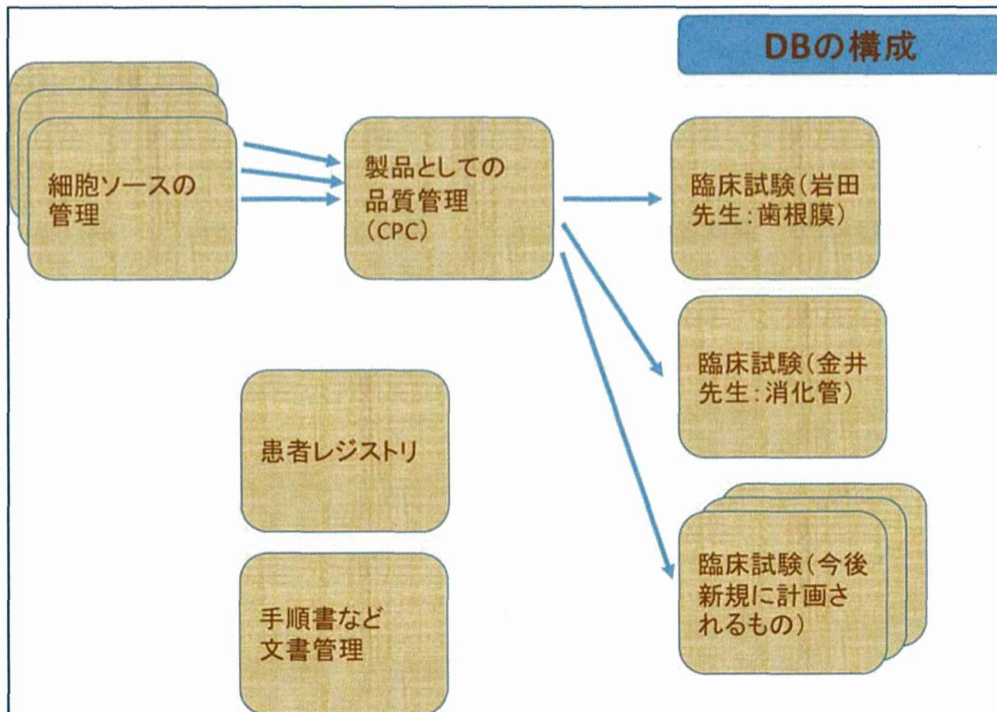 DBの構成
細胞ソースの
管理
製品としての
品質管理
(CPC)
臨床試験(岩田
先生:歯根膜)
臨床試験(金井
先生:消化管)
患者レジストリ
臨床試験(今後
新規に計画さ
れるもの)
手順書など
文書管理